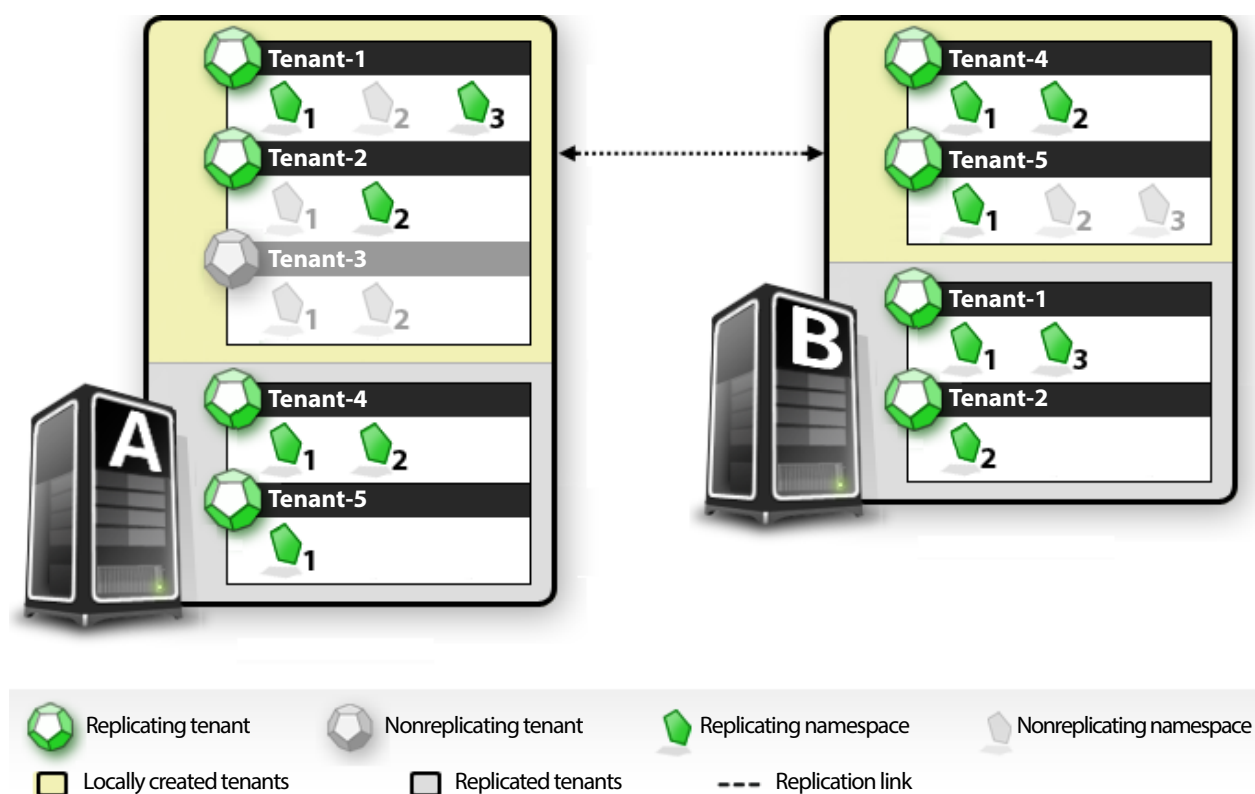 Tenant-1
1 2 3
Tenant-2
1 2
Tenant-3
1 2
Tenant-4
1 2
Tenant-5
1
A
Tenant-4
1 2
Tenant-5
1 2 3
Tenant-1
1 3
Tenant-2
2
B
Replicating tenant Nonreplicating tenant Replicating namespace Nonreplicating namespace
Locally created tenants Replicated tenants Replication link